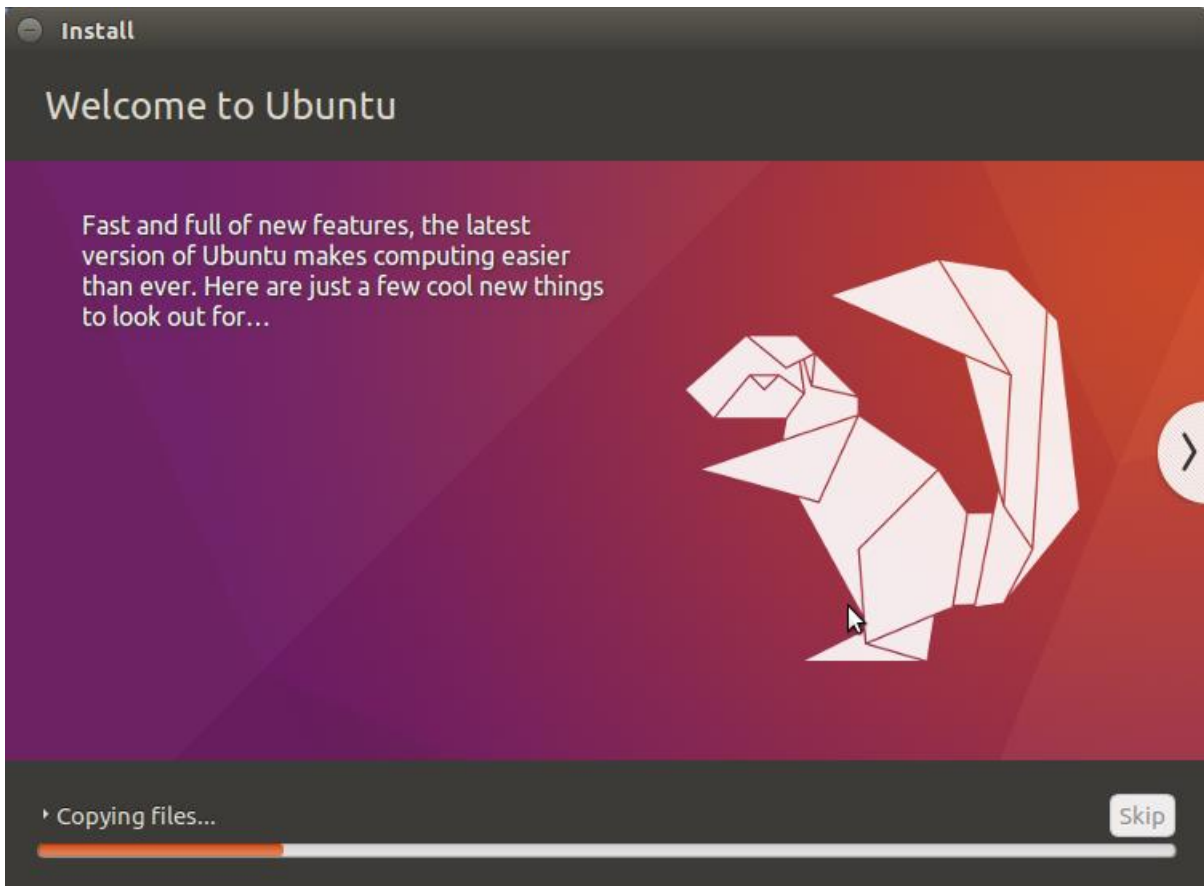 Install
Welcome to Ubuntu
Fast and full of new features, the latest
version of Ubuntu makes computing easier
than ever. Here are just a few cool new things
to look out for…
Copying files...
Skip